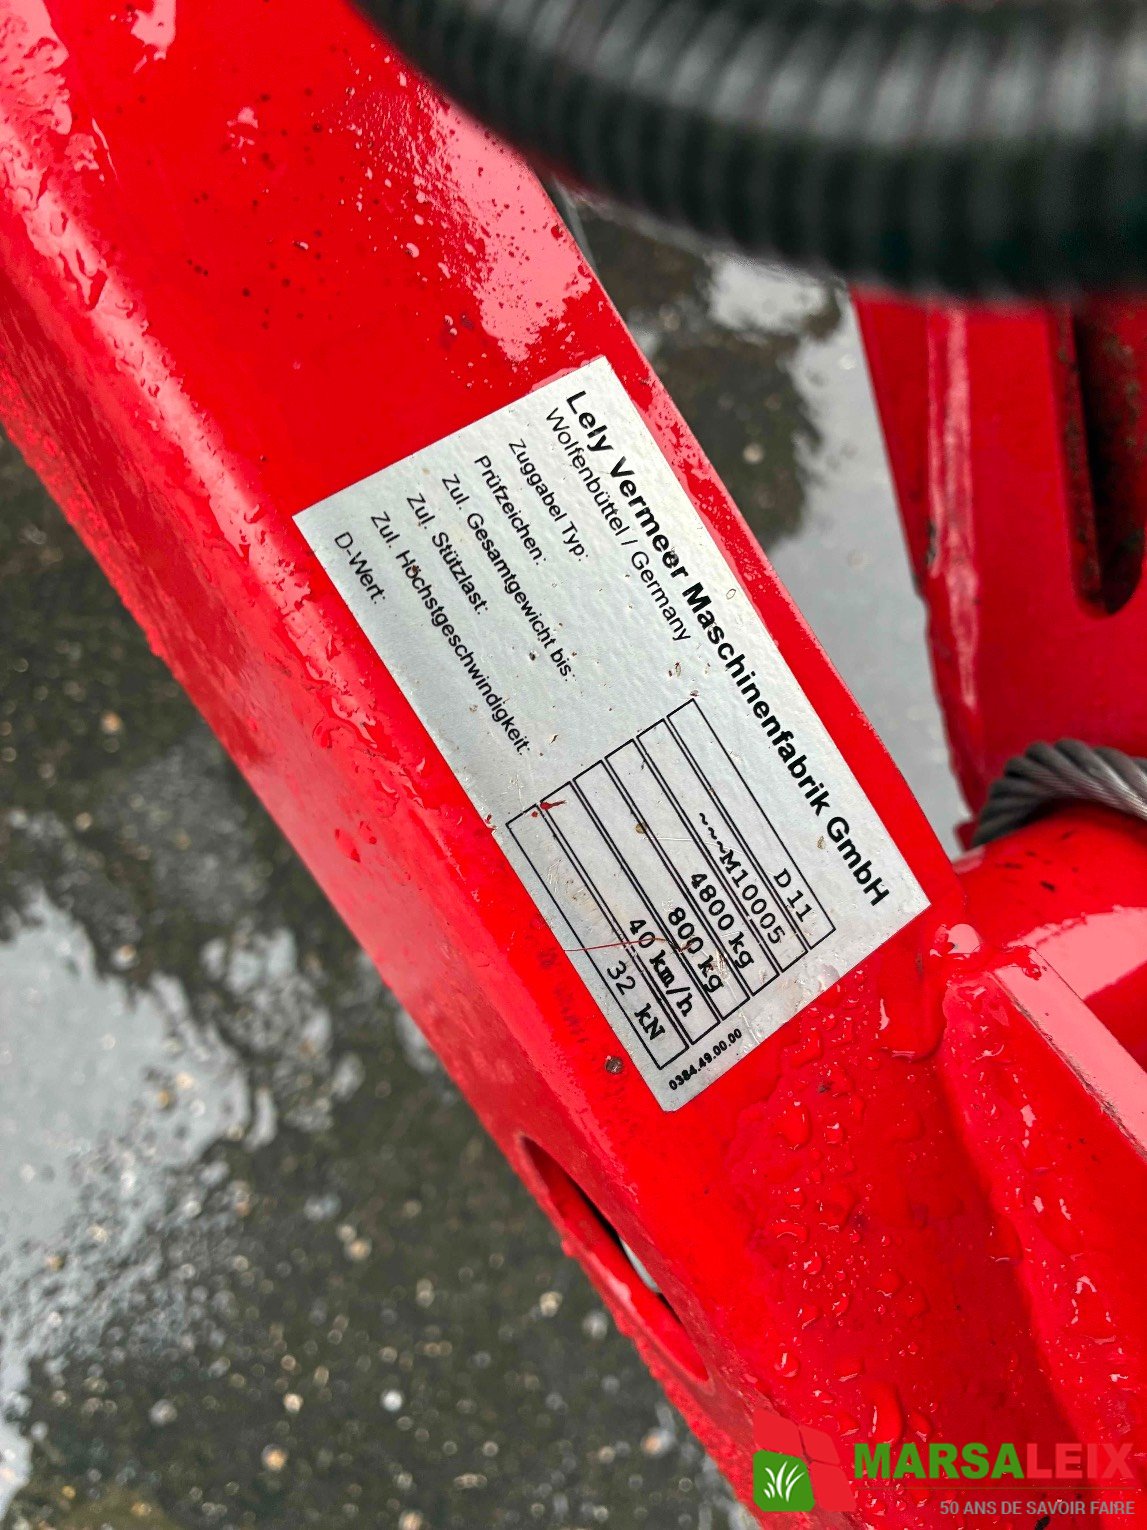 Lely Vermeer Maschinenfabrik GmbH
Wolfenbüttel / Germany
Zuggabel Typ: D 11
Prüfzeichen: ~~~M10005
Zul. Gesamtgewicht bis: 4800 kg
Zul. Stützlast: 800 kg
Zul. Höchstgeschwindigkeit: 40 km/h
D-Wert: 32 kN
0384.49.00.00
MARSALEIX
50 ANS DE SAVOIR FAIRE